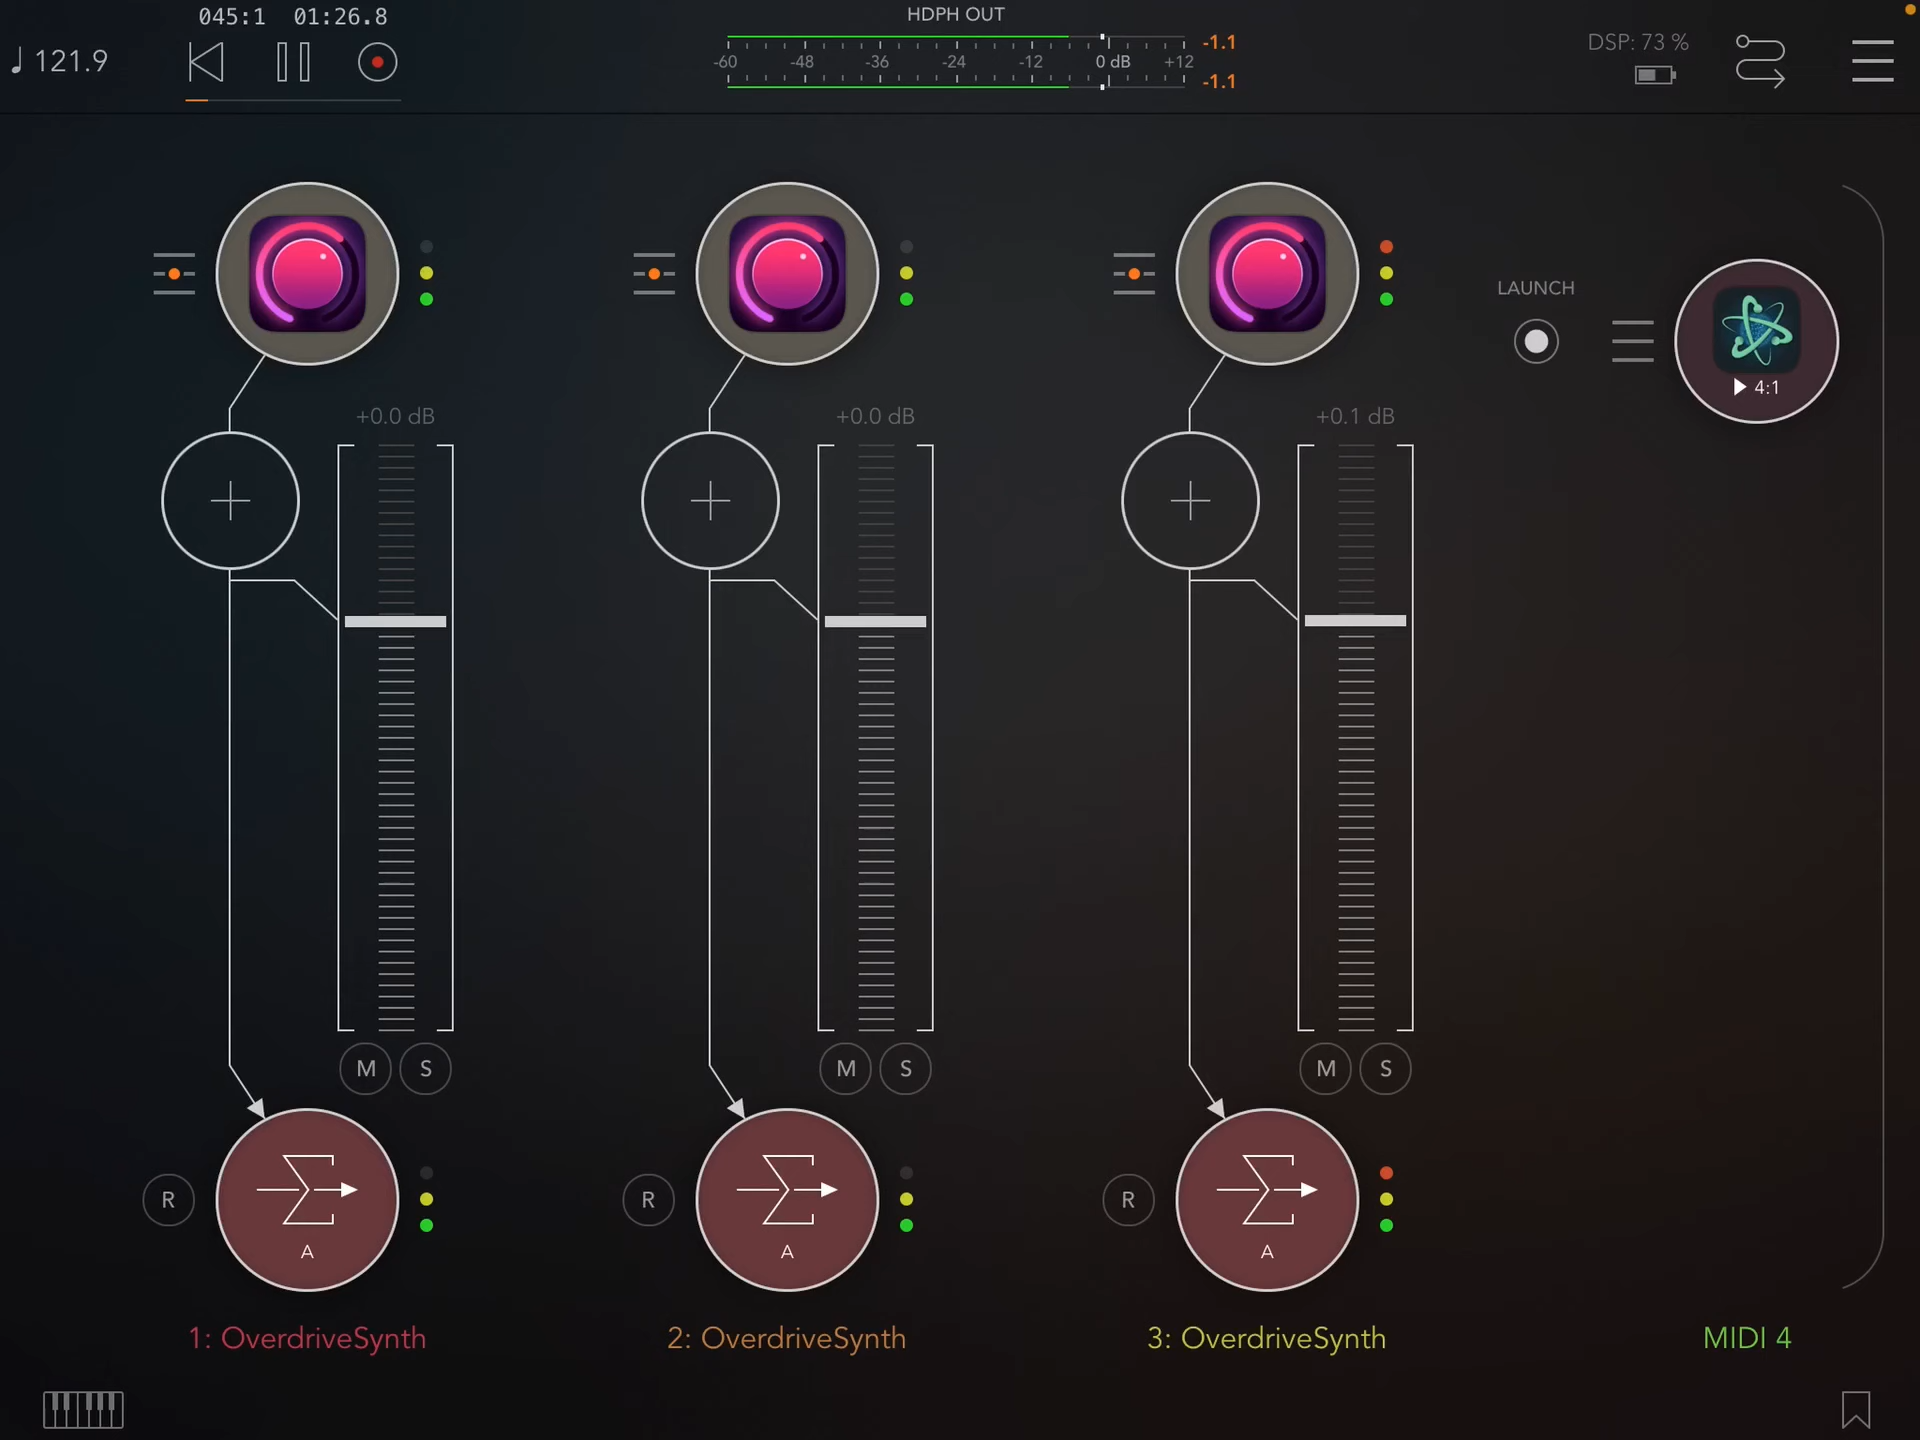 045:1 01:26.8
HDPH OUT
121.9
-60 -48 -36 -24 -12 0 dB +12
-1.1
-1.1
DSP: 73 %
LAUNCH
4:1
+0.0 dB
+0.0 dB
+0.1 dB
M S
M S
M S
R
A
R
A
R
A
1: OverdriveSynth
2: OverdriveSynth
3: OverdriveSynth
MIDI 4